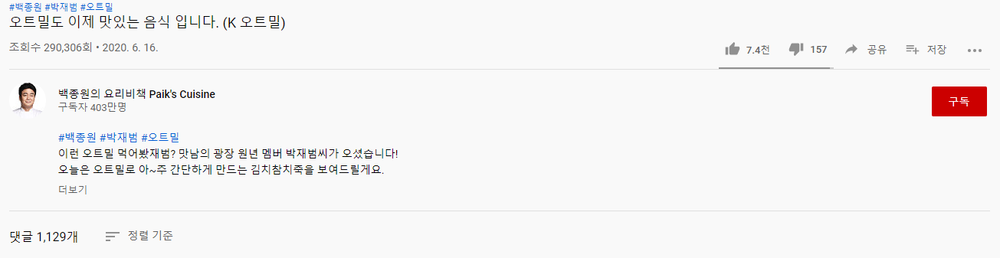 #백종원 #박재범 #오트밀
오트밀도 이제 맛있는 음식 입니다. (K 오트밀)
조회수 290,306회 • 2020. 6. 16.
7.4천 157 공유 저장
백종원의 요리비책 Paik's Cuisine
구독자 403만명
구독
#백종원 #박재범 #오트밀
이런 오트밀 먹어봤재범? 맛남의 광장 원년 멤버 박재범씨가 오셨습니다!
오늘은 오트밀로 아~주 간단하게 만드는 김치참치죽을 보여드릴게요.
더보기
댓글 1,129개 정렬 기준